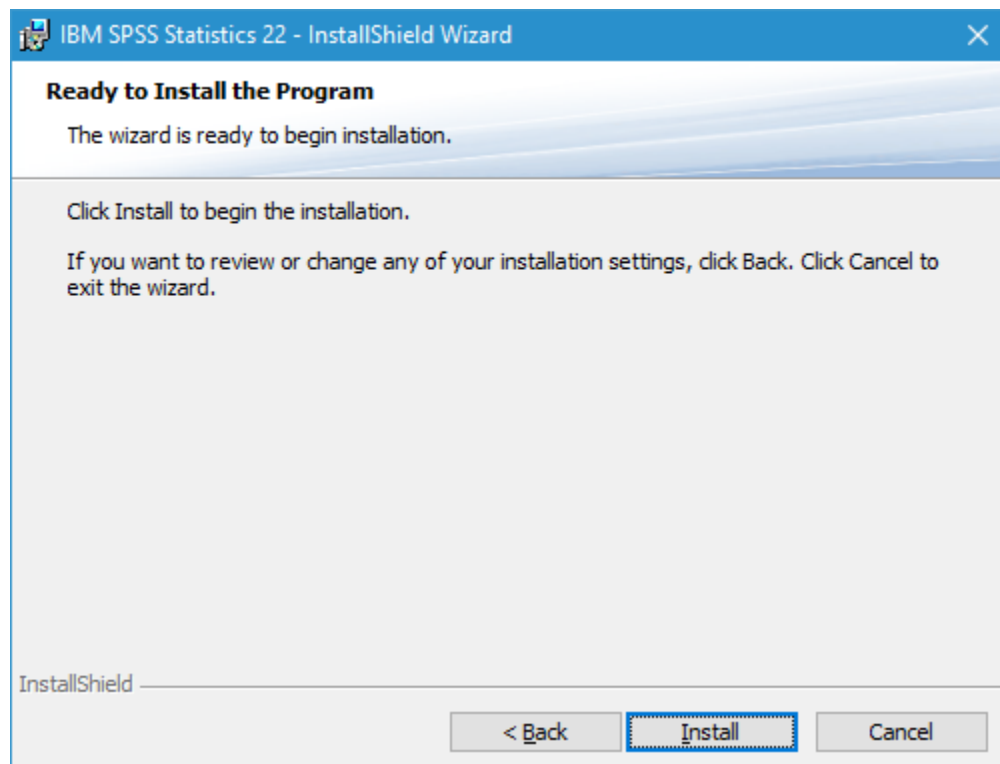 IBM SPSS Statistics 22 - InstallShield Wizard
Ready to Install the Program
The wizard is ready to begin installation.
Click Install to begin the installation.
If you want to review or change any of your installation settings, click Back. Click Cancel to
exit the wizard.
InstallShield
< Back
Install
Cancel